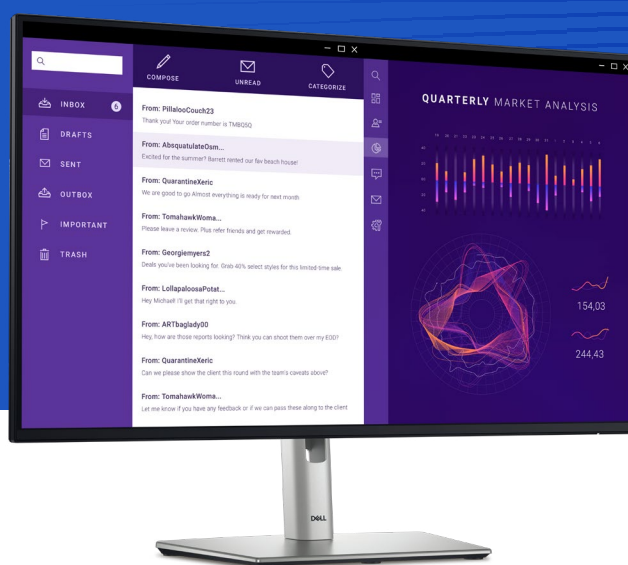 COMPOSE
UNREAD
CATEGORIZE
INBOX 6
DRAFTS
SENT
OUTBOX
IMPORTANT
TRASH
From: PillalooCouch23
Thank you! Your order number is TMBQ5Q
From: AbsquatulateOsm...
Excited for the summer? Barrett rented our fav beach house!
From: QuarantineXeric
We are good to go Almost everything is ready for next month
From: TomahawkWoma...
Please leave a review. Plus refer friends and get rewarded.
From: Georgiemyers2
Deals you've been looking for. Grab 40% select styles for this limited-time sale.
From: LollapaloosaPotat...
Hey Michael! I'll get that right to you.
From: ARTbaglady00
Hey, how are those reports looking? Think you can shoot them over my EOD?
From: QuarantineXeric
Can we please show the client this round with the team's caveats above?
From: TomahawkWoma...
Let me know if you have any feedback or if we can pass these along to the client
QUARTERLY MARKET ANALYSIS
154,03
244,43
DELL